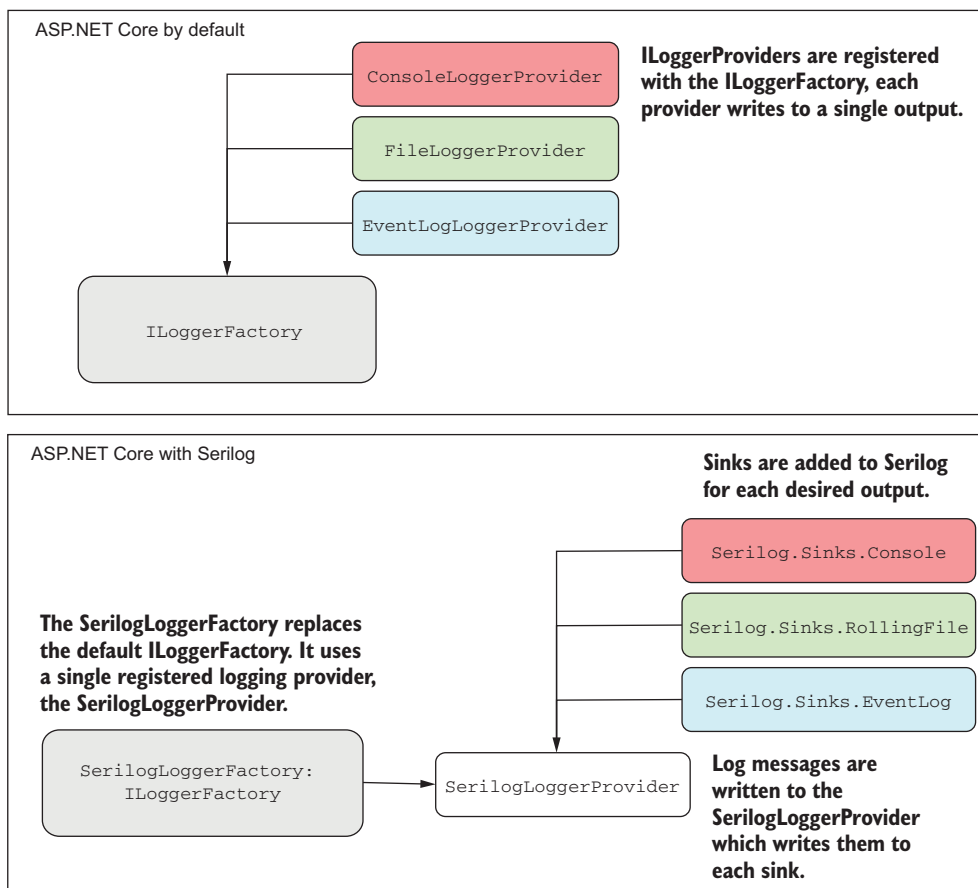 ASP.NET Core by default
ConsoleLoggerProvider
ILoggerProviders are registered
with the ILoggerFactory, each
provider writes to a single output.
FileLoggerProvider
EventLogLoggerProvider
ILoggerFactory
ASP.NET Core with Serilog
Sinks are added to Serilog
for each desired output.
Serilog.Sinks.Console
The SerilogLoggerFactory replaces
the default ILoggerFactory. It uses
a single registered logging provider,
the SerilogLoggerProvider.
Serilog.Sinks.RollingFile
Serilog.Sinks.EventLog
SerilogLoggerFactory:
ILoggerFactory
SerilogLoggerProvider
Log messages are
written to the
SerilogLoggerProvider
which writes them to
each sink.